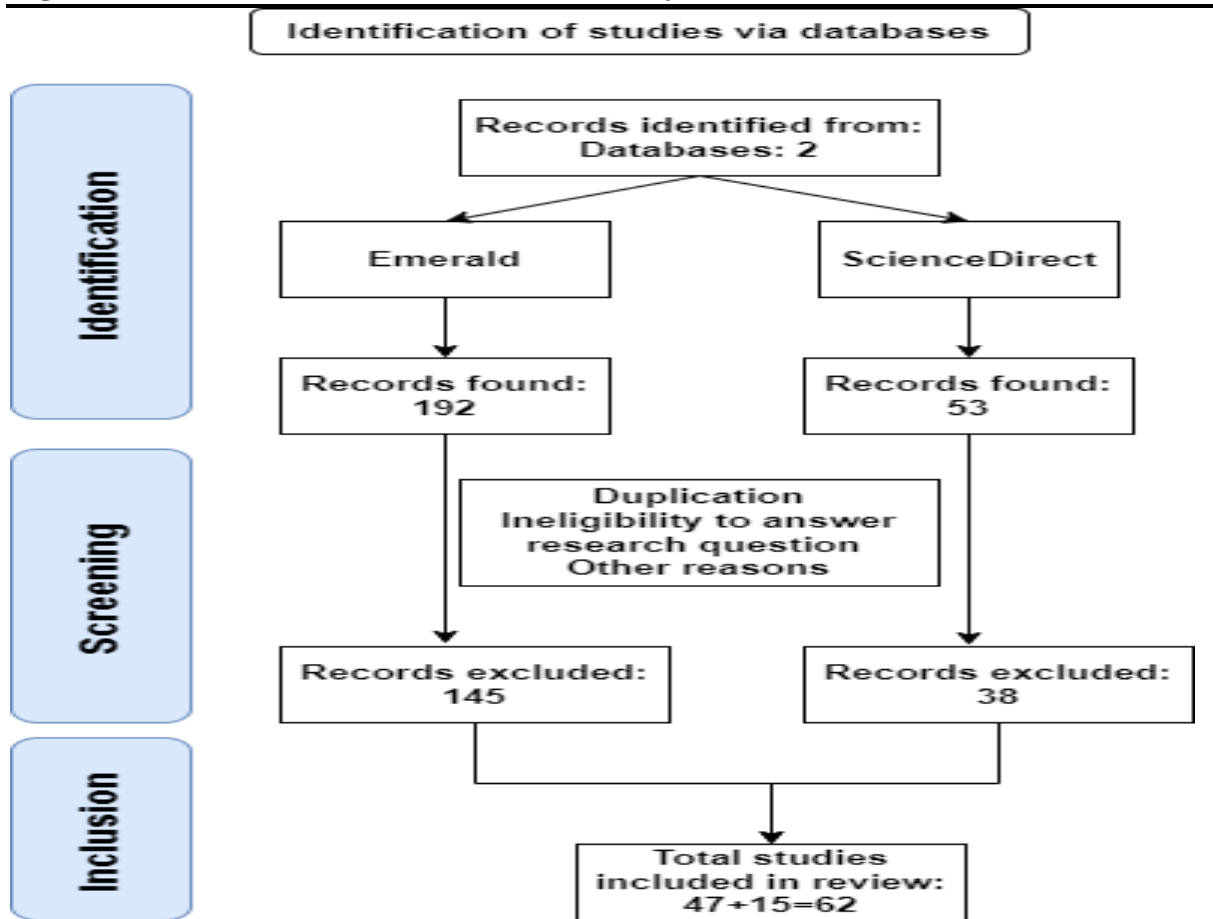 Identification of studies via databases
Identification
Records identified from:
Databases: 2
Emerald
ScienceDirect
Records found:
192
Records found:
53
Screening
Duplication
Ineligibility to answer
research question
Other reasons
Records excluded:
145
Records excluded:
38
Inclusion
Total studies
included in review:
47+15=62